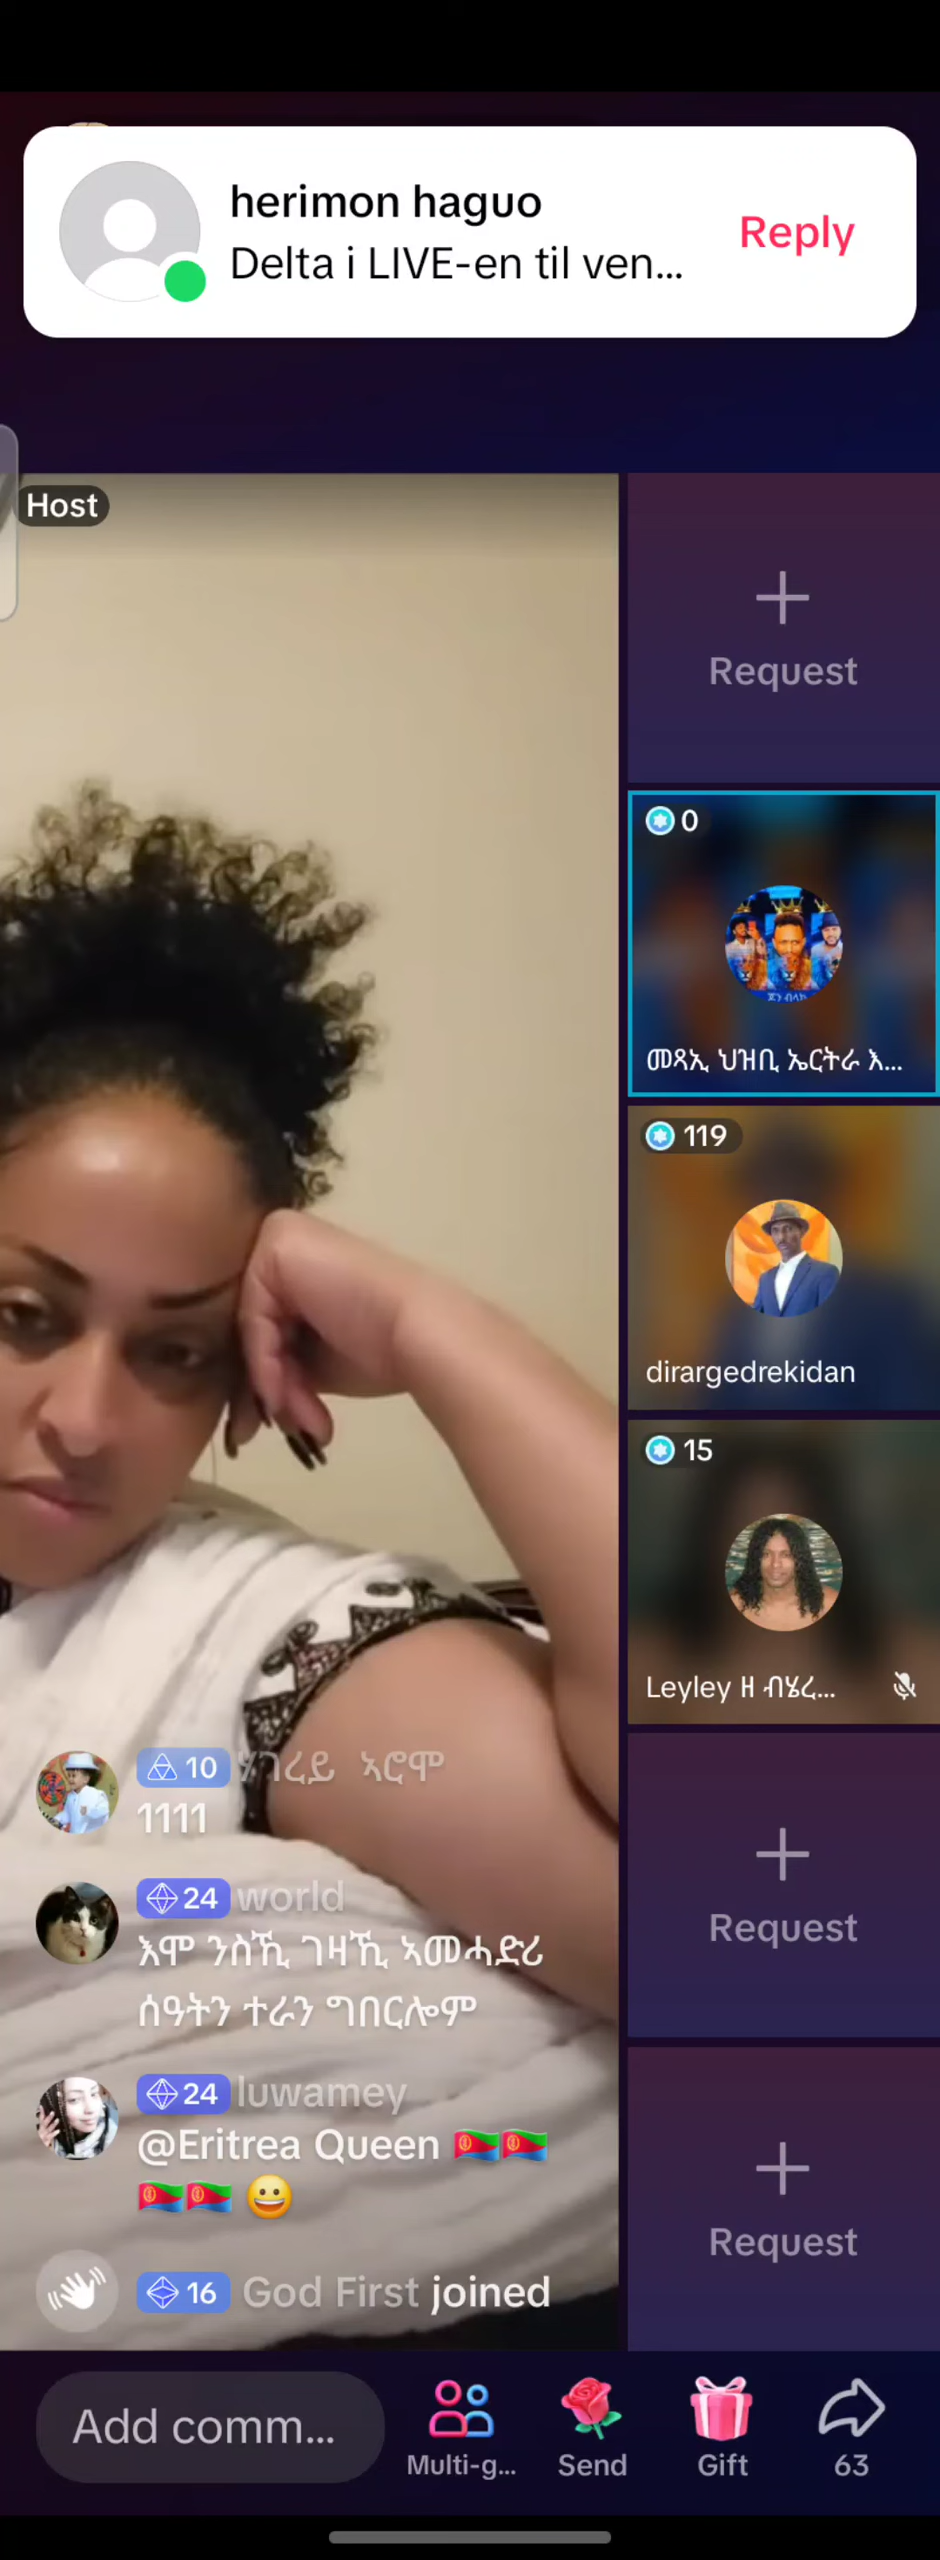 herimon haguo
Delta i LIVE-en til ven...
Reply
Host
Request
0
መጻኢ ህዝቢ ኤርትራ እ...
119
dirargedrekidan
15
Leyley ዘ ብሄረ...
10 ሃገረይ ኣሮሞ
1111
24 world
እሞ ንስኺ ገዛኺ ኣመሓድሪ
ሰዓትን ተራን ግበርሎም
24 luwamey
@Eritrea Queen 🇪🇷🇪🇷
🇪🇷🇪🇷 😀
16 God First joined
Request
Request
Add comm...
Multi-g...
Send
Gift
63